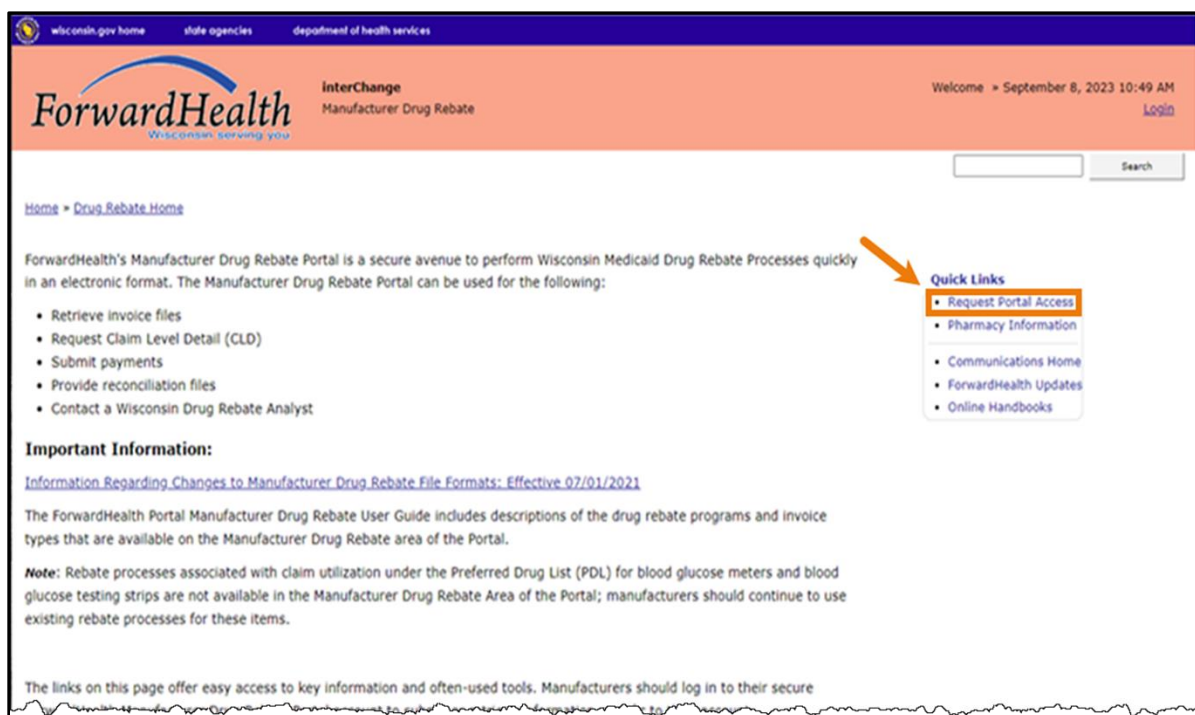 wisconsin.gov home state agencies department of health services
ForwardHealth
Wisconsin serving you
interChange
Manufacturer Drug Rebate
Welcome » September 8, 2023 10:49 AM
Login
Search
Home » Drug Rebate Home
ForwardHealth's Manufacturer Drug Rebate Portal is a secure avenue to perform Wisconsin Medicaid Drug Rebate Processes quickly
in an electronic format. The Manufacturer Drug Rebate Portal can be used for the following:
• Retrieve invoice files
• Request Claim Level Detail (CLD)
• Submit payments
• Provide reconciliation files
• Contact a Wisconsin Drug Rebate Analyst
Quick Links
• Request Portal Access
• Pharmacy Information
• Communications Home
• ForwardHealth Updates
• Online Handbooks
Important Information:
Information Regarding Changes to Manufacturer Drug Rebate File Formats: Effective 07/01/2021
The ForwardHealth Portal Manufacturer Drug Rebate User Guide includes descriptions of the drug rebate programs and invoice
types that are available on the Manufacturer Drug Rebate area of the Portal.
Note: Rebate processes associated with claim utilization under the Preferred Drug List (PDL) for blood glucose meters and blood
glucose testing strips are not available in the Manufacturer Drug Rebate Area of the Portal; manufacturers should continue to use
existing rebate processes for these items.
The links on this page offer easy access to key information and often-used tools. Manufacturers should log in to their secure